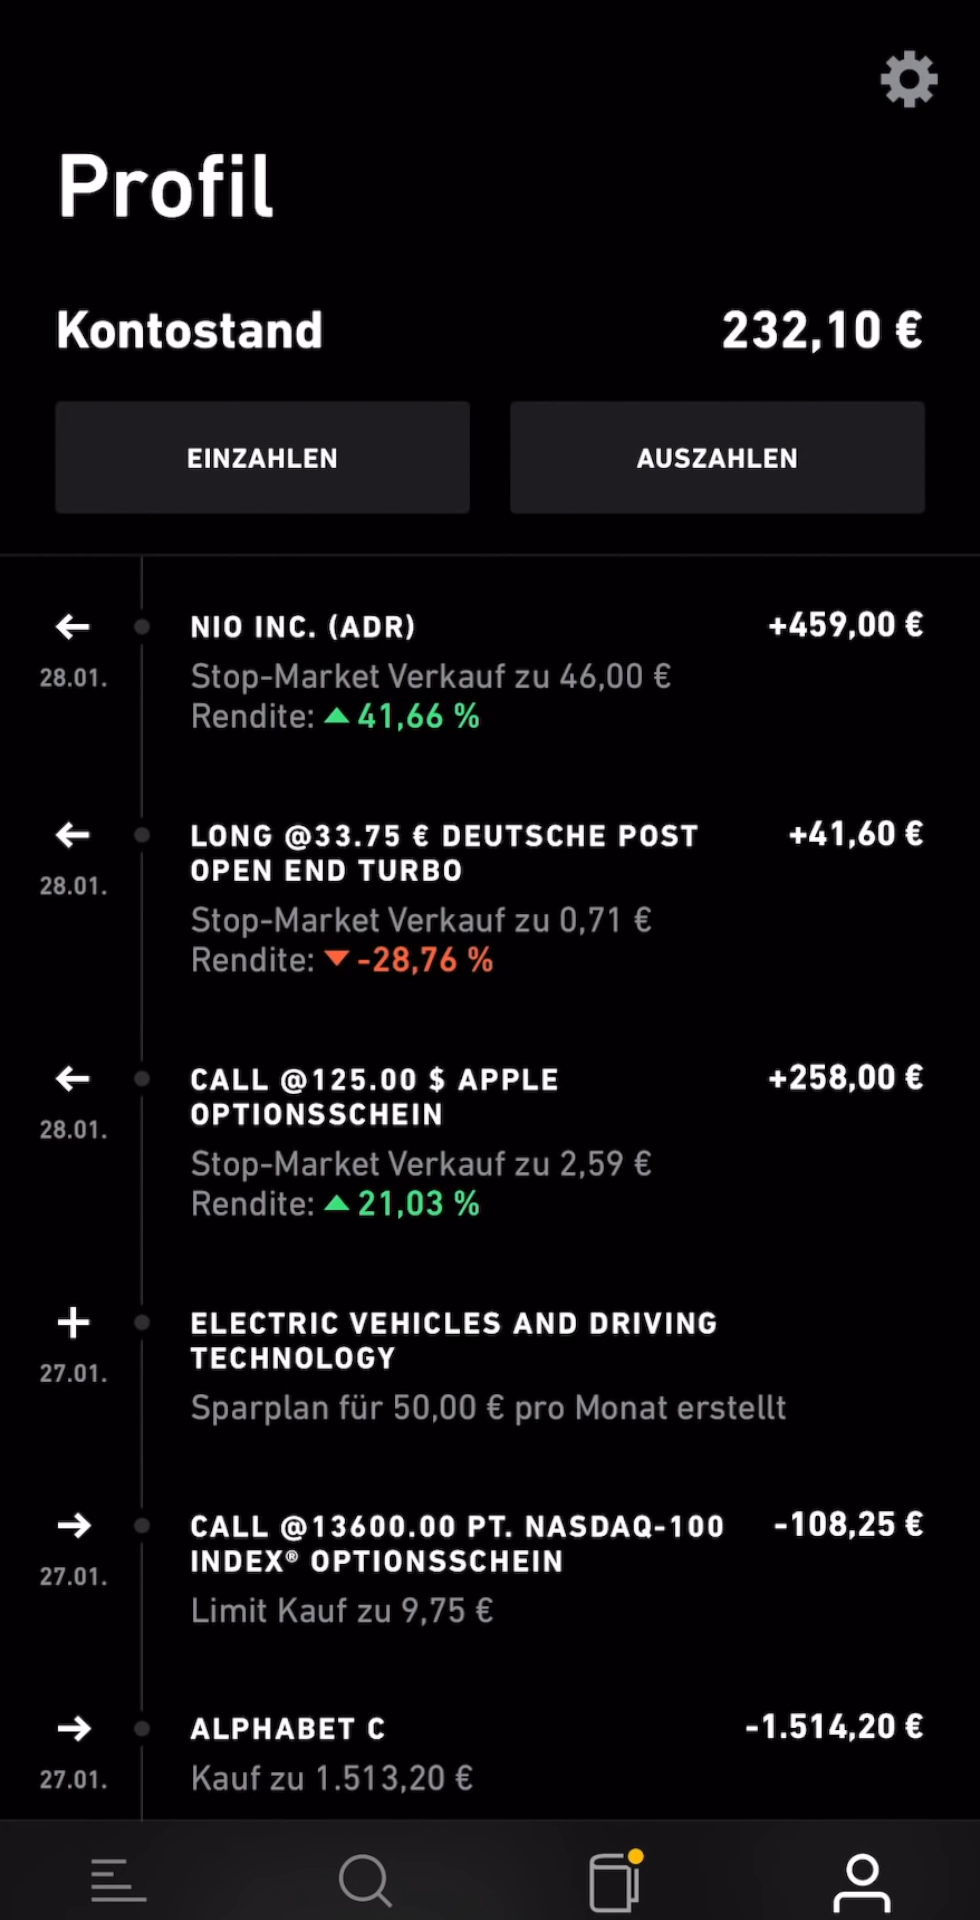 Profil
Kontostand 232,10 €
EINZAHLEN AUSZAHLEN
NIO INC. (ADR) +459,00 €
28.01. Stop-Market Verkauf zu 46,00 €
Rendite: ▲ 41,66 %
LONG @33.75 € DEUTSCHE POST +41,60 €
OPEN END TURBO
28.01.
Stop-Market Verkauf zu 0,71 €
Rendite: ▼ -28,76 %
CALL @125.00 $ APPLE +258,00 €
OPTIONSSCHEIN
28.01.
Stop-Market Verkauf zu 2,59 €
Rendite: ▲ 21,03 %
ELECTRIC VEHICLES AND DRIVING
TECHNOLOGY
27.01.
Sparplan für 50,00 € pro Monat erstellt
CALL @13600.00 PT. NASDAQ-100 -108,25 €
INDEX® OPTIONSSCHEIN
27.01.
Limit Kauf zu 9,75 €
ALPHABET C -1.514,20 €
27.01. Kauf zu 1.513,20 €